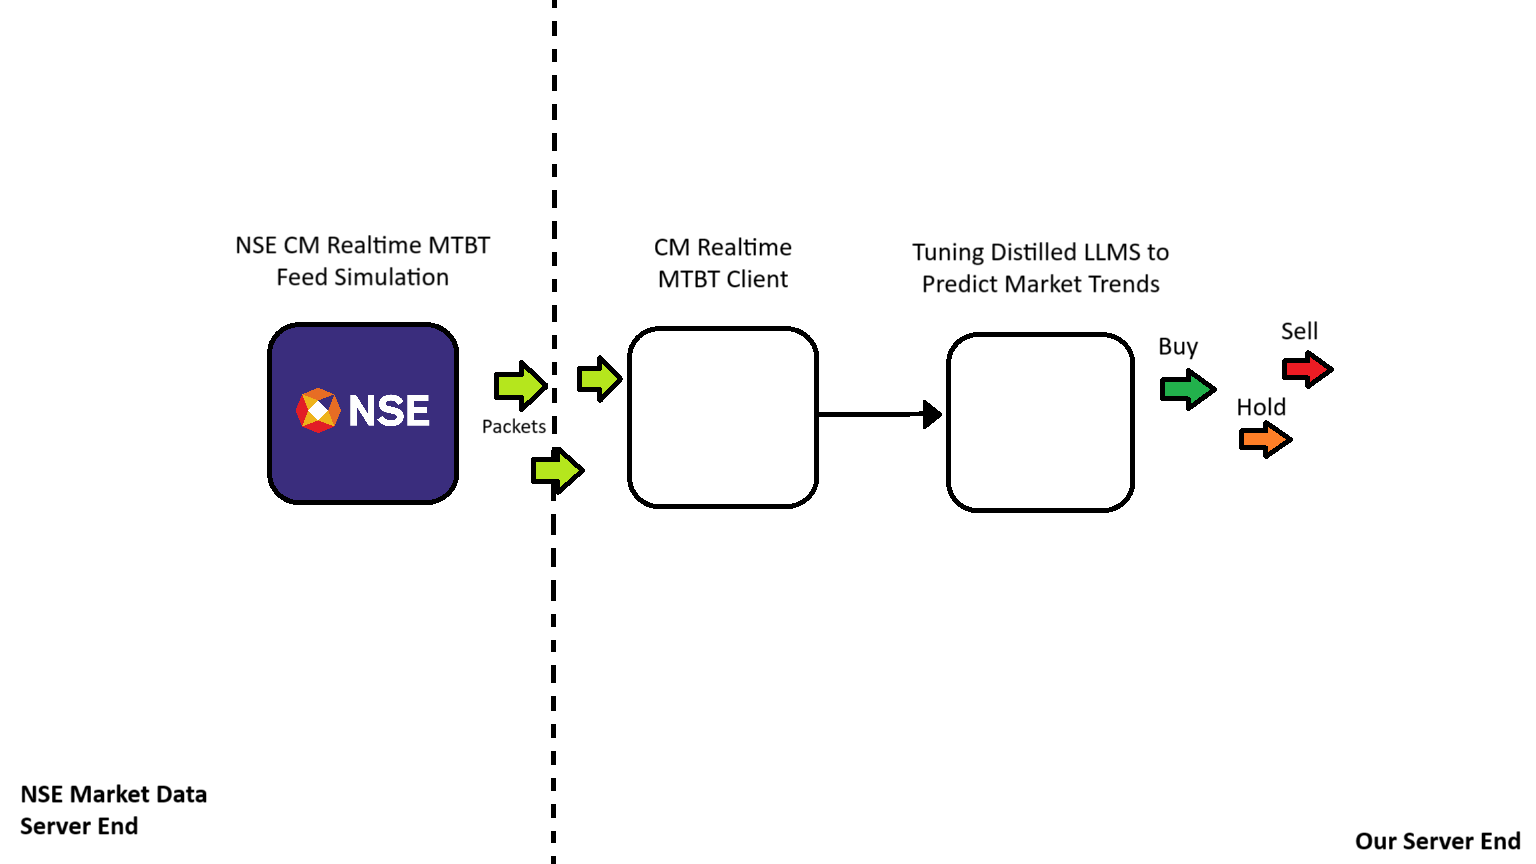 NSE CM Realtime MTBT
Feed Simulation
CM Realtime
MTBT Client
Tuning Distilled LLMS to
Predict Market Trends
NSE
Packets
Buy
Sell
Hold
NSE Market Data
Server End
Our Server End